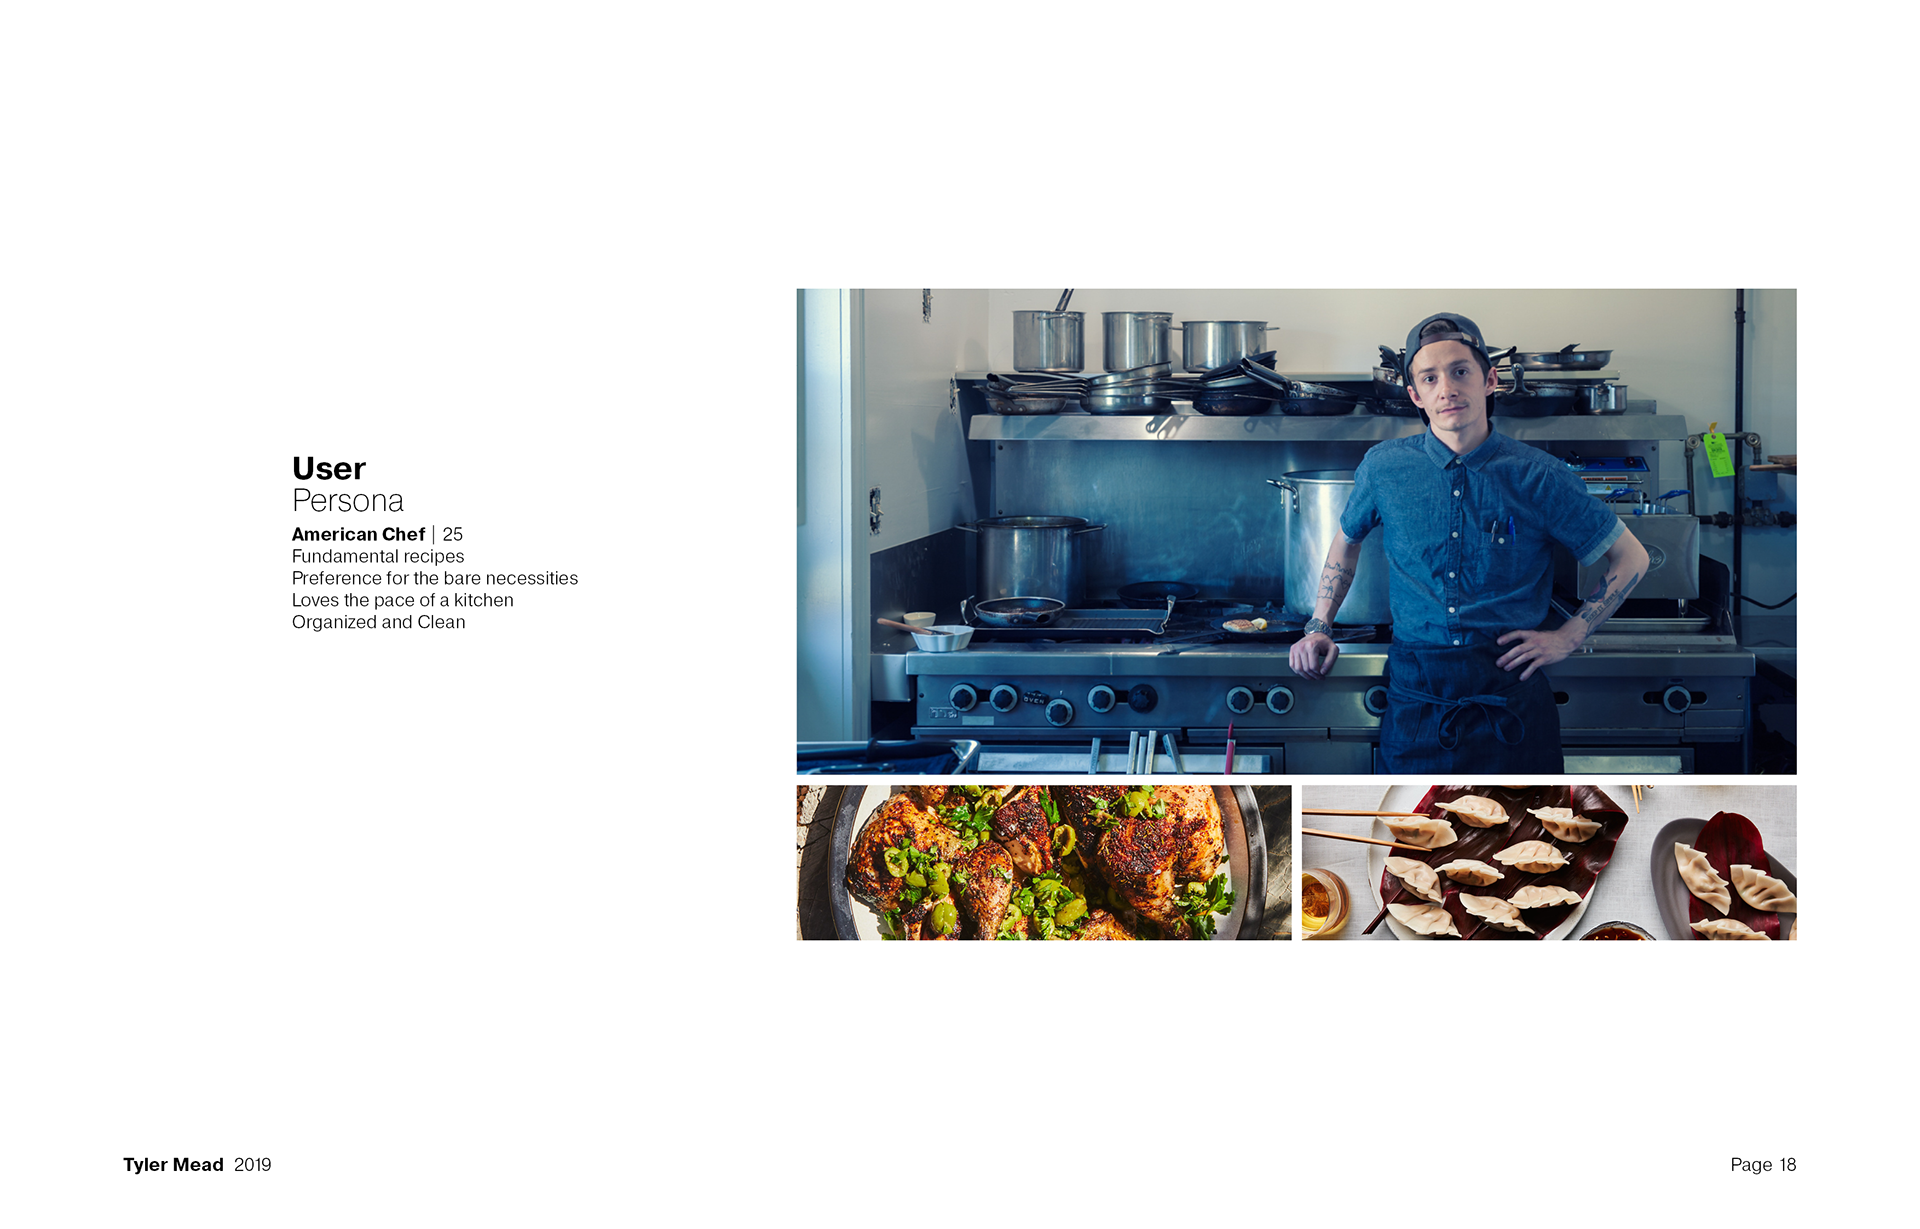 User
Persona
American Chef | 25
Fundamental recipes
Preference for the bare necessities
Loves the pace of a kitchen
Organized and Clean
OVEN
Tyler Mead 2019
Page 18